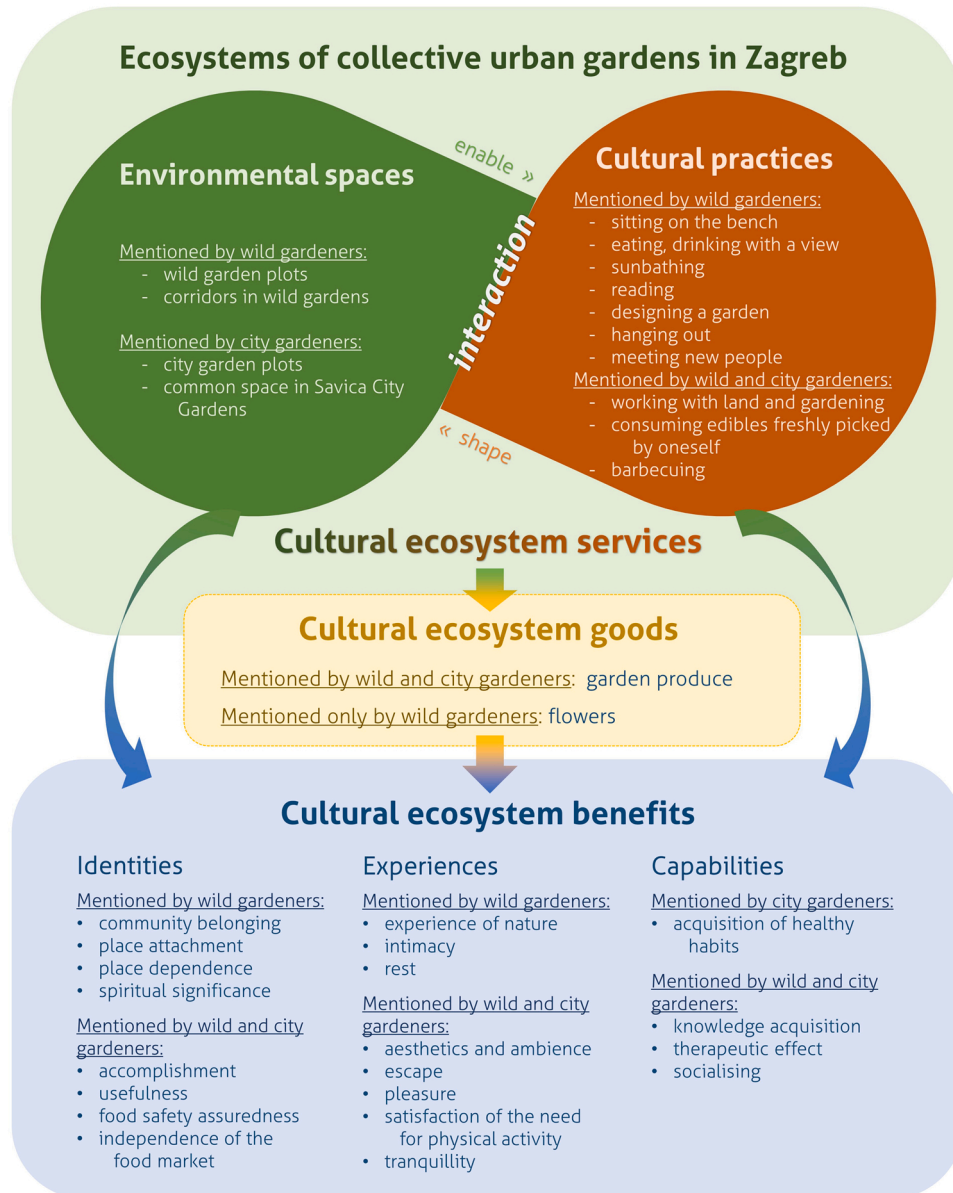 Ecosystems of collective urban gardens in Zagreb
Environmental spaces
Mentioned by wild gardeners:
- wild garden plots
- corridors in wild gardens
Mentioned by city gardeners:
- city garden plots
- common space in Savica City
Gardens
enable »
interaction
« shape
Cultural practices
Mentioned by wild gardeners:
- sitting on the bench
- eating, drinking with a view
- sunbathing
- reading
- designing a garden
- hanging out
- meeting new people
Mentioned by wild and city gardeners:
- working with land and gardening
- consuming edibles freshly picked
by oneself
- barbecuing
Cultural ecosystem services
Cultural ecosystem goods
Mentioned by wild and city gardeners: garden produce
Mentioned only by wild gardeners: flowers
Cultural ecosystem benefits
Identities
Mentioned by wild gardeners:
• community belonging
• place attachment
• place dependence
• spiritual significance
Mentioned by wild and city
gardeners:
• accomplishment
• usefulness
• food safety assuredness
• independence of the
food market
Experiences
Mentioned by wild gardeners:
• experience of nature
• intimacy
• rest
Mentioned by wild and city
gardeners:
• aesthetics and ambience
• escape
• pleasure
• satisfaction of the need
for physical activity
• tranquillity
Capabilities
Mentioned by city gardeners:
• acquisition of healthy
habits
Mentioned by wild and city
gardeners:
• knowledge acquisition
• therapeutic effect
• socialising